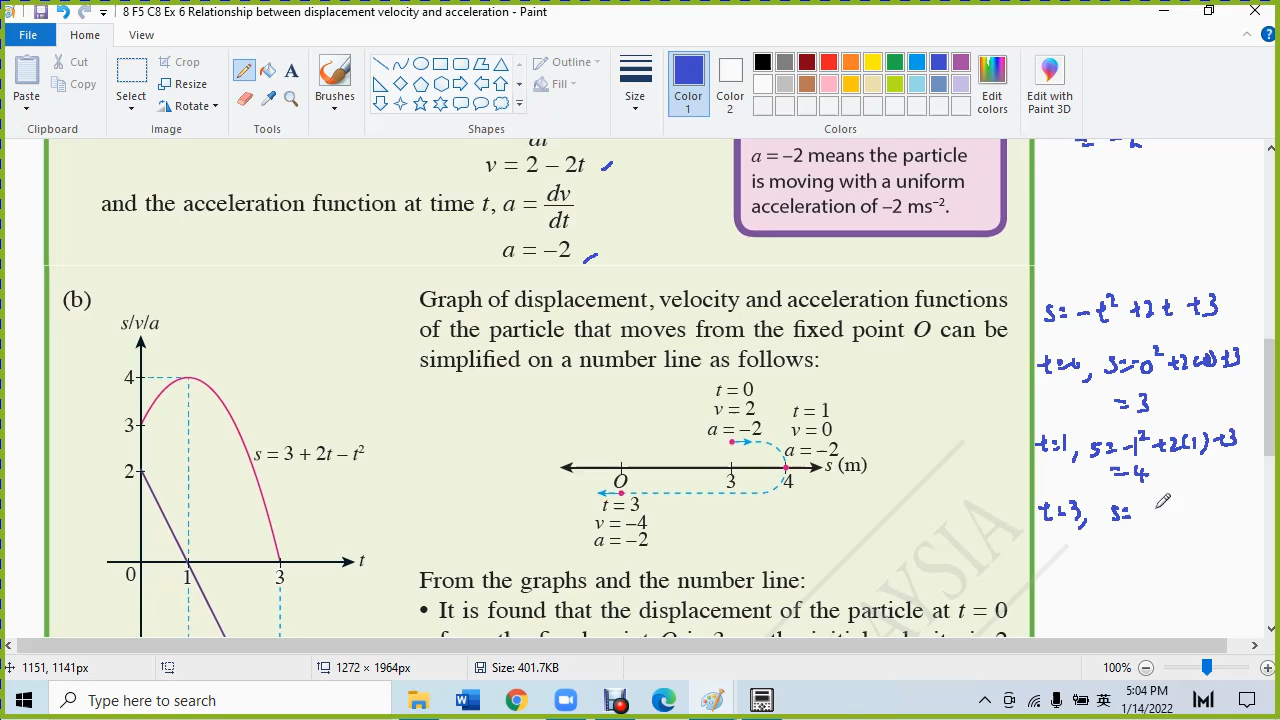 8 F5 C8 Ex 6 Relationship between displacement velocity and acceleration - Paint
File Home View
Paste Cut Copy Clipboard
Select Crop Resize Rotate Image
Tools
Brushes
Shapes Outline Fill
Size
Color 1 Color 2 Colors
Edit colors
Edit with Paint 3D
dt
v = 2 − 2t
and the acceleration function at time t, a = dv/dt
a = −2
a = –2 means the particle
is moving with a uniform
acceleration of –2 ms⁻².
(b)
s/v/a
4
3
2
0 1 3 t
s = 3 + 2t − t²
Graph of displacement, velocity and acceleration functions
of the particle that moves from the fixed point O can be
simplified on a number line as follows:
t = 0
v = 2
a = −2
t = 1
v = 0
a = −2
O 3 4 s (m)
t = 3
v = −4
a = −2
From the graphs and the number line:
• It is found that the displacement of the particle at t = 0
AYSIA
s = -t² + 2t + 3
t=0, s=-0²+2(0)+3
= 3
t=1, s=-1²+2(1)+3
= 4
t=3, s=
1151, 1141px
1272 × 1964px
Size: 401.7KB
100%
Type here to search
英
5:04 PM
1/14/2022